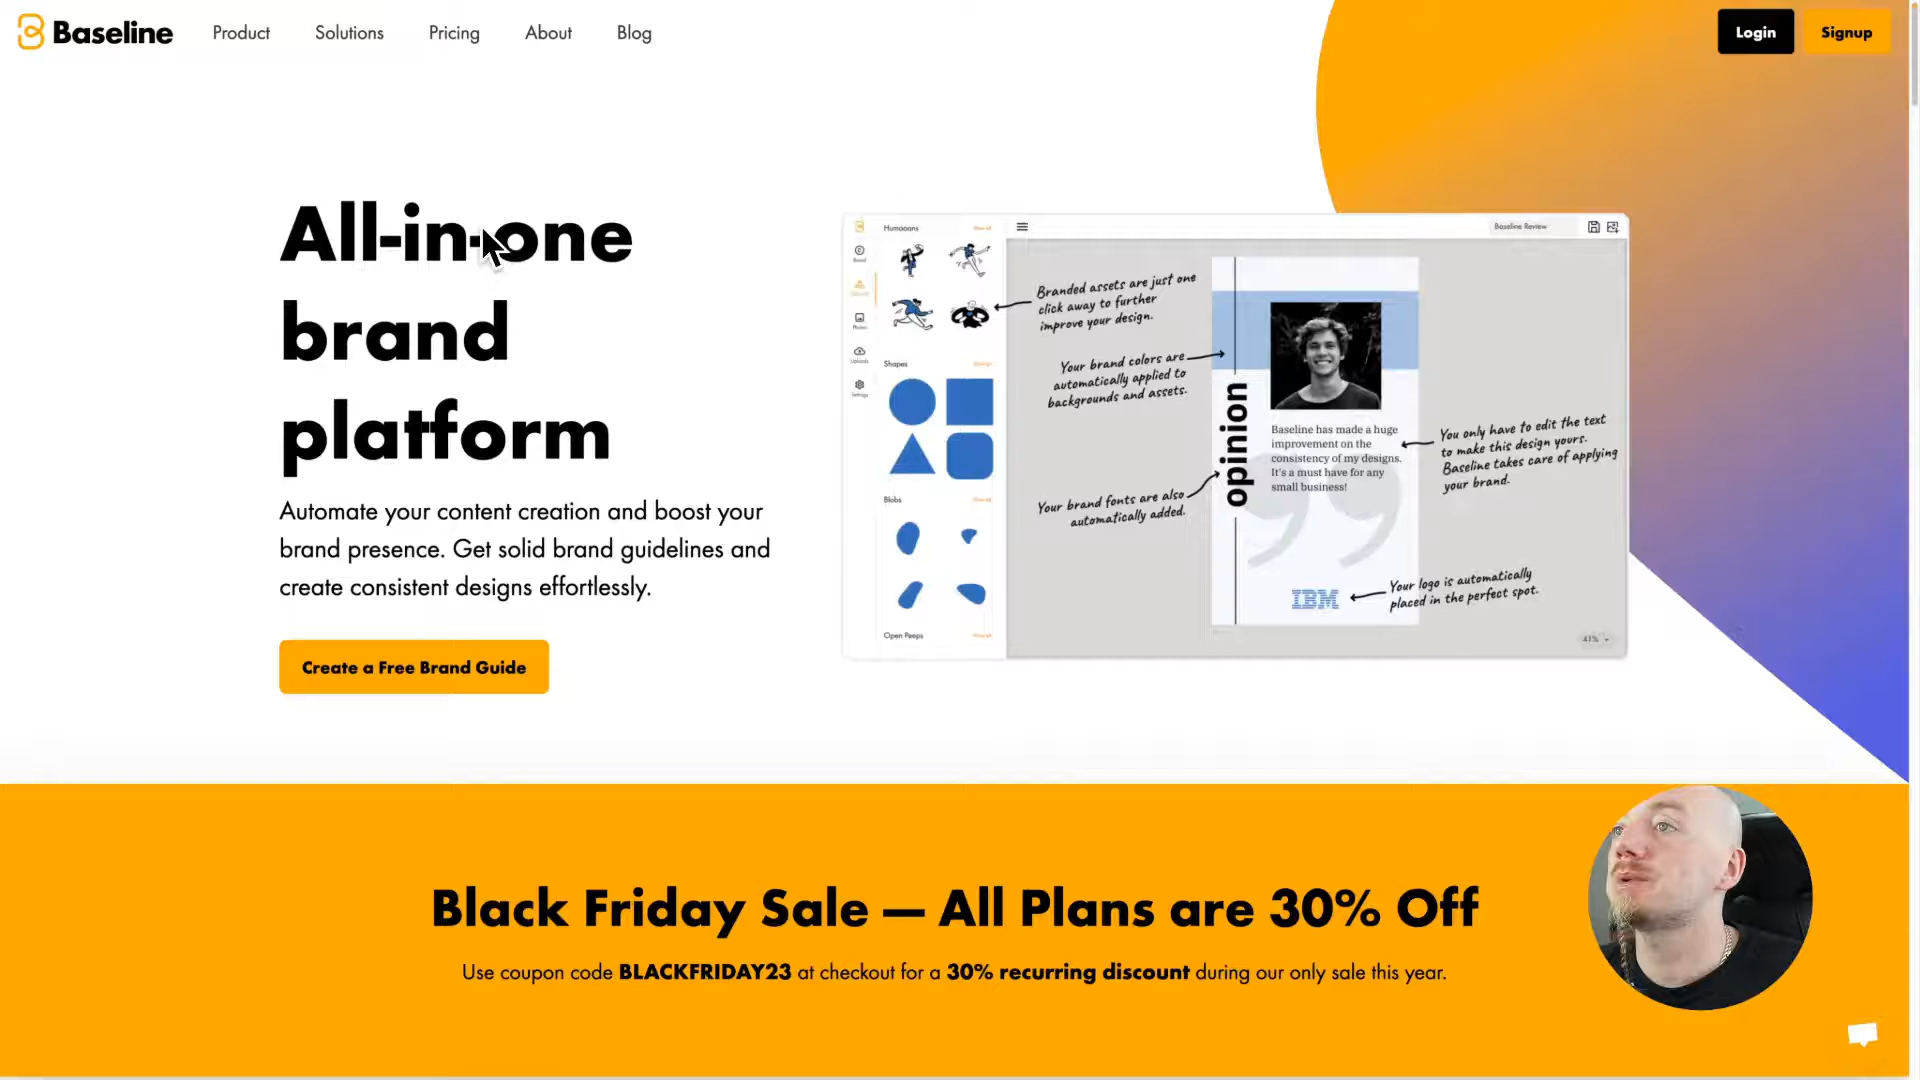 Baseline
Product
Solutions
Pricing
About
Blog
Login
Signup
All-in-one
brand
platform
Automate your content creation and boost your
brand presence. Get solid brand guidelines and
create consistent designs effortlessly.
Create a Free Brand Guide
Humaaans
Shapes
Blobs
Open Peeps
Brand
Photos
Uploads
Settings
Baseline Review
Branded assets are just one
click away to further
improve your design.
Your brand colors are
automatically applied to
backgrounds and assets.
Your brand fonts are also
automatically added.
opinion
Baseline has made a huge
improvement on the
consistency of my designs.
It's a must have for any
small business!
IBM
You only have to edit the text
to make this design yours.
Baseline takes care of applying
your brand.
Your logo is automatically
placed in the perfect spot.
41%
Black Friday Sale — All Plans are 30% Off
Use coupon code BLACKFRIDAY23 at checkout for a 30% recurring discount during our only sale this year.